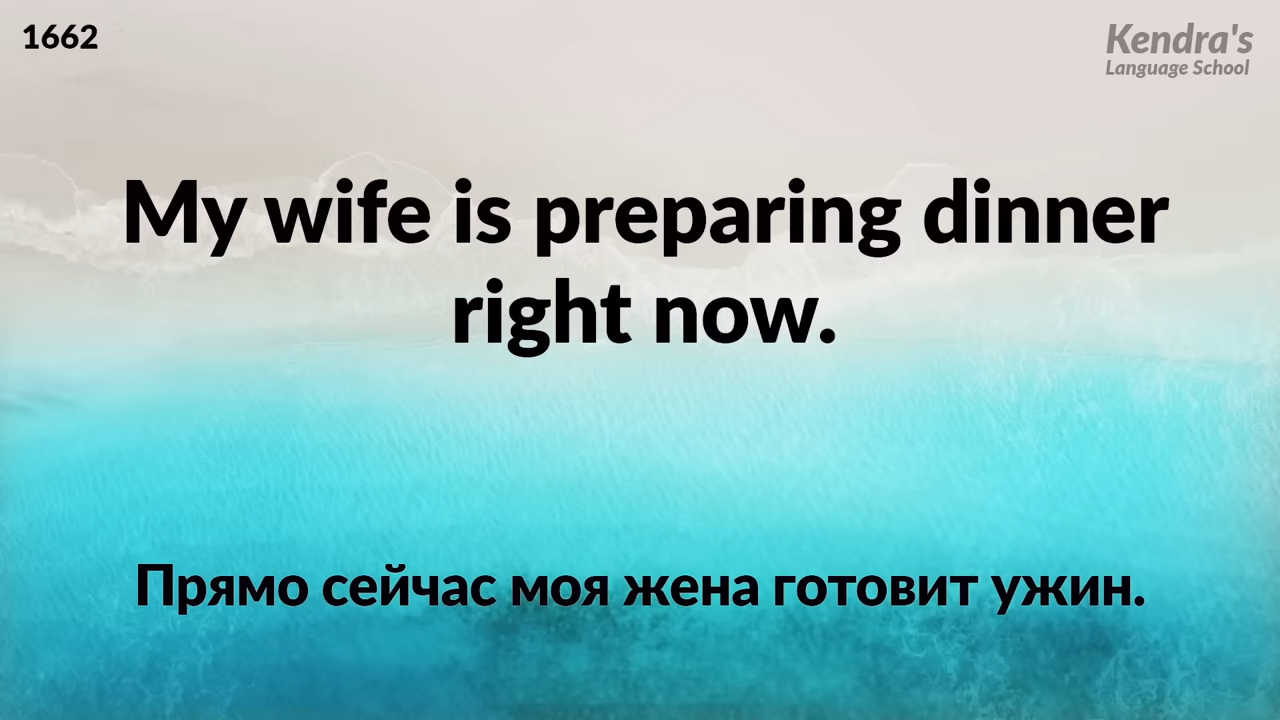 1662
Kendra's
Language School
My wife is preparing dinner
right now.
Прямо сейчас моя жена готовит ужин.